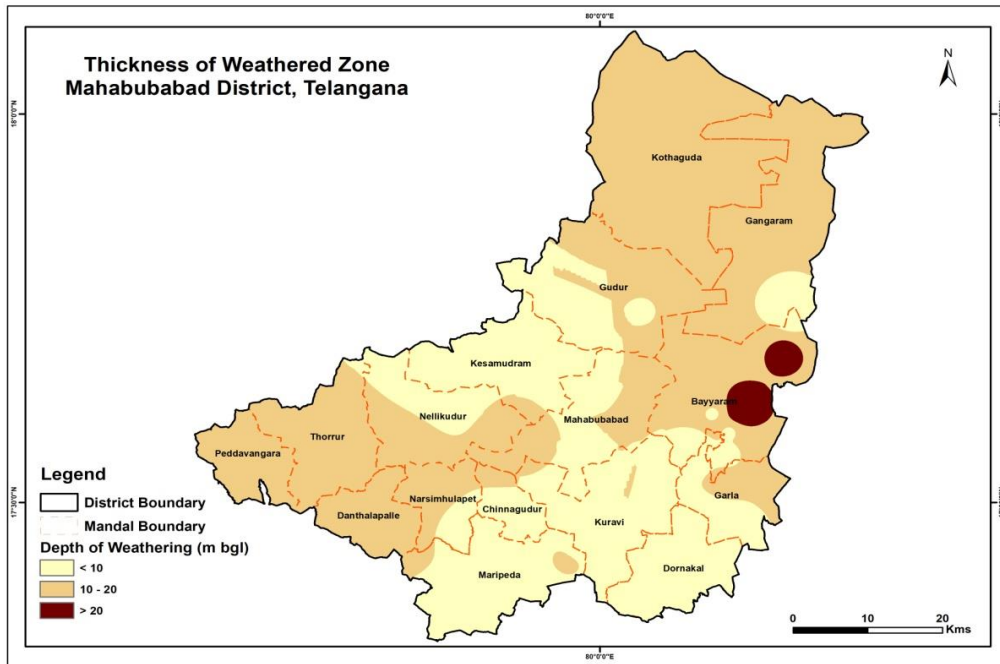 80°0'0"E
Thickness of Weathered Zone
Mahabubabad District, Telangana
N
18°0'0"N
Kothaguda
Gangaram
Gudur
Kesamudram
Bayyaram
Nellikudur
Mahabubabad
Thorrur
Peddavangara
Legend
District Boundary
Mandal Boundary
Depth of Weathering (m bgl)
< 10
10 - 20
> 20
17°30'0"N
Narsimhulapet
Garla
Chinnagudur
Danthalapalle
Kuravi
Dornakal
Maripeda
0 10 20
Kms
80°0'0"E